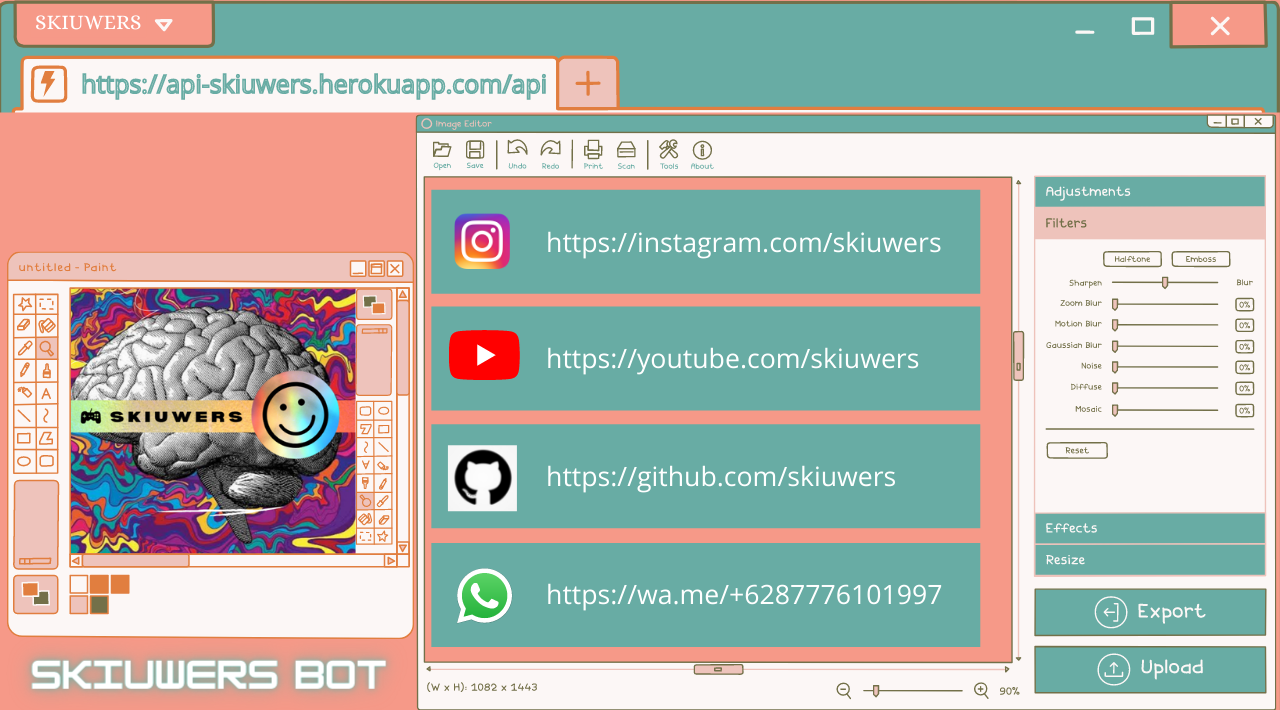 SKIUWERS
https://api-skiuwers.herokuapp.com/api
Image Editor
Open Save Undo Redo Print Scan Tools About
https://instagram.com/skiuwers
https://youtube.com/skiuwers
https://github.com/skiuwers
https://wa.me/+6287776101997
(W x H): 1082 x 1443
90%
Adjustments
Filters
Halftone Emboss
Sharpen Blur
Zoom Blur 0%
Motion Blur 0%
Gaussian Blur 0%
Noise 0%
Diffuse 0%
Mosaic 0%
Reset
Effects
Resize
Export
Upload
untitled - Paint
A
SKIUWERS
SKIUWERS BOT